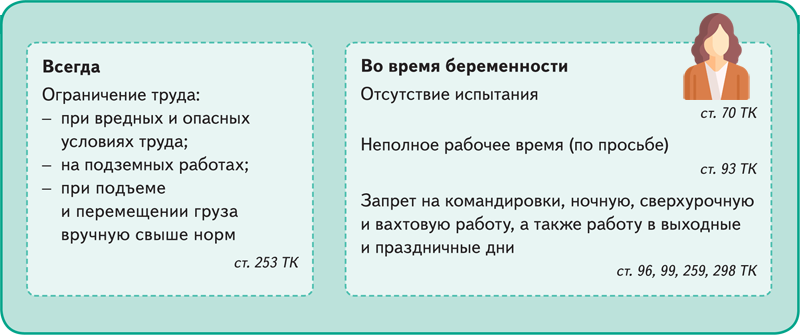 Всегда
Ограничение труда:
– при вредных и опасных
условиях труда;
– на подземных работах;
– при подъеме
и перемещении груза
вручную свыше норм
ст. 253 ТК
Во время беременности
Отсутствие испытания
ст. 70 ТК
Неполное рабочее время (по просьбе)
ст. 93 ТК
Запрет на командировки, ночную, сверхурочную
и вахтовую работу, а также работу в выходные
и праздничные дни
ст. 96, 99, 259, 298 ТК